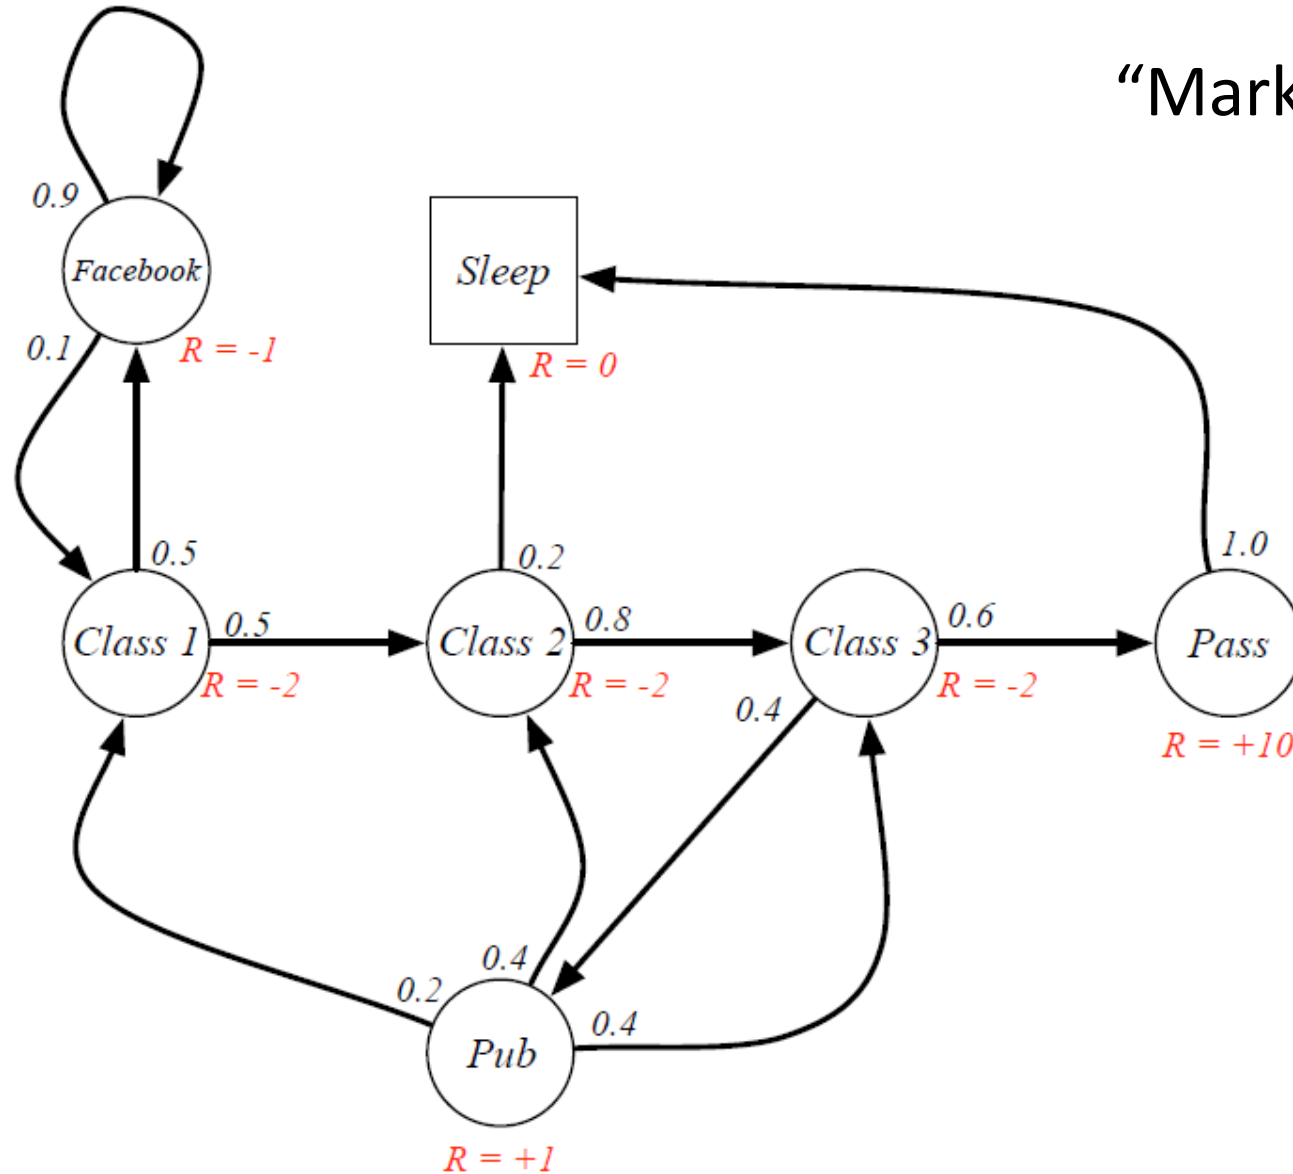 “Mark
0.9
Facebook
Sleep
0.1
R = -1
R = 0
0.5
0.2
1.0
Class 1
0.5
Class 2
0.8
Class 3
0.6
Pass
R = -2
R = -2
R = -2
0.4
R = +10
0.4
0.2
0.4
Pub
R = +1